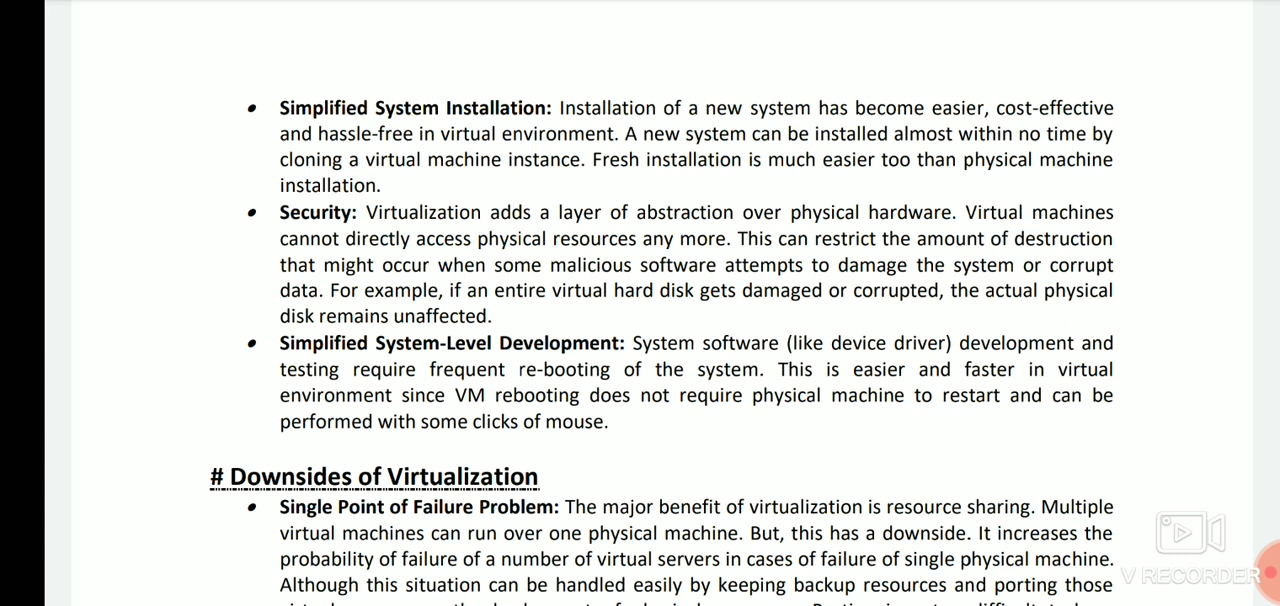 • Simplified System Installation: Installation of a new system has become easier, cost-effective
and hassle-free in virtual environment. A new system can be installed almost within no time by
cloning a virtual machine instance. Fresh installation is much easier too than physical machine
installation.
• Security: Virtualization adds a layer of abstraction over physical hardware. Virtual machines
cannot directly access physical resources any more. This can restrict the amount of destruction
that might occur when some malicious software attempts to damage the system or corrupt
data. For example, if an entire virtual hard disk gets damaged or corrupted, the actual physical
disk remains unaffected.
• Simplified System-Level Development: System software (like device driver) development and
testing require frequent re-booting of the system. This is easier and faster in virtual
environment since VM rebooting does not require physical machine to restart and can be
performed with some clicks of mouse.
# Downsides of Virtualization
• Single Point of Failure Problem: The major benefit of virtualization is resource sharing. Multiple
virtual machines can run over one physical machine. But, this has a downside. It increases the
probability of failure of a number of virtual servers in cases of failure of single physical machine.
Although this situation can be handled easily by keeping backup resources and porting those
V RECORDER